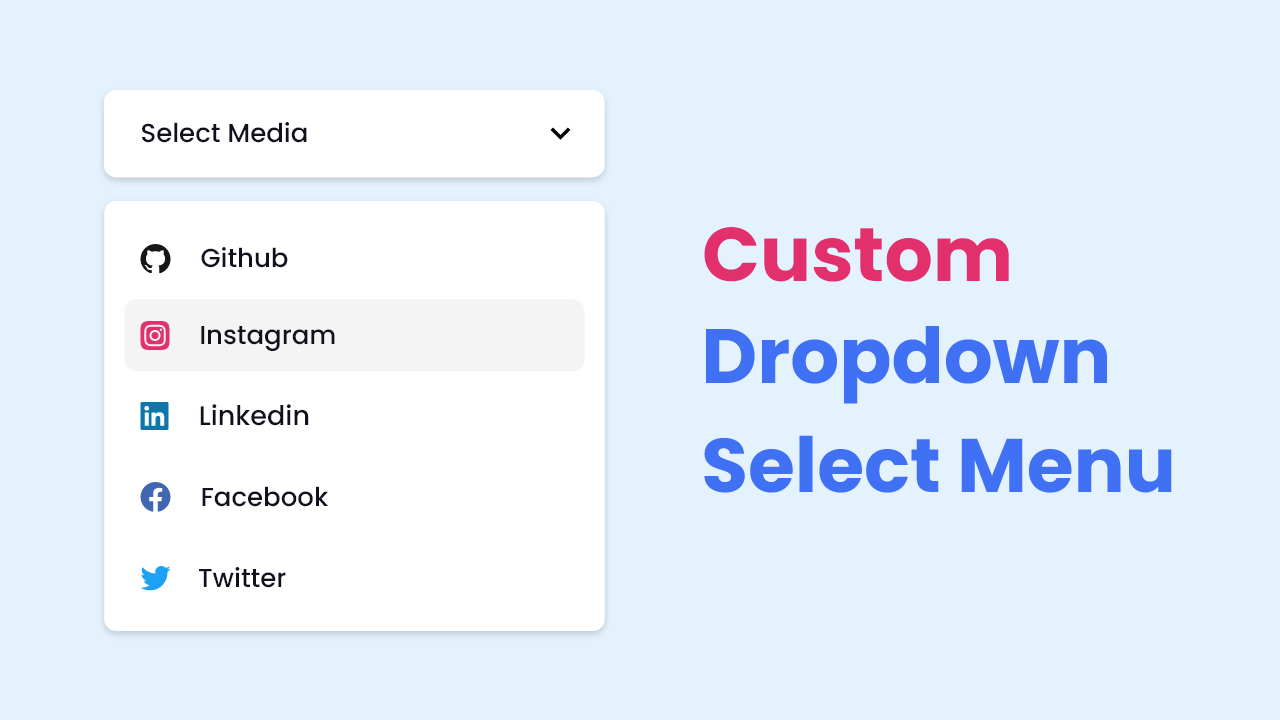 Select Media
Github
Instagram
Linkedin
Facebook
Twitter
Custom
Dropdown
Select Menu